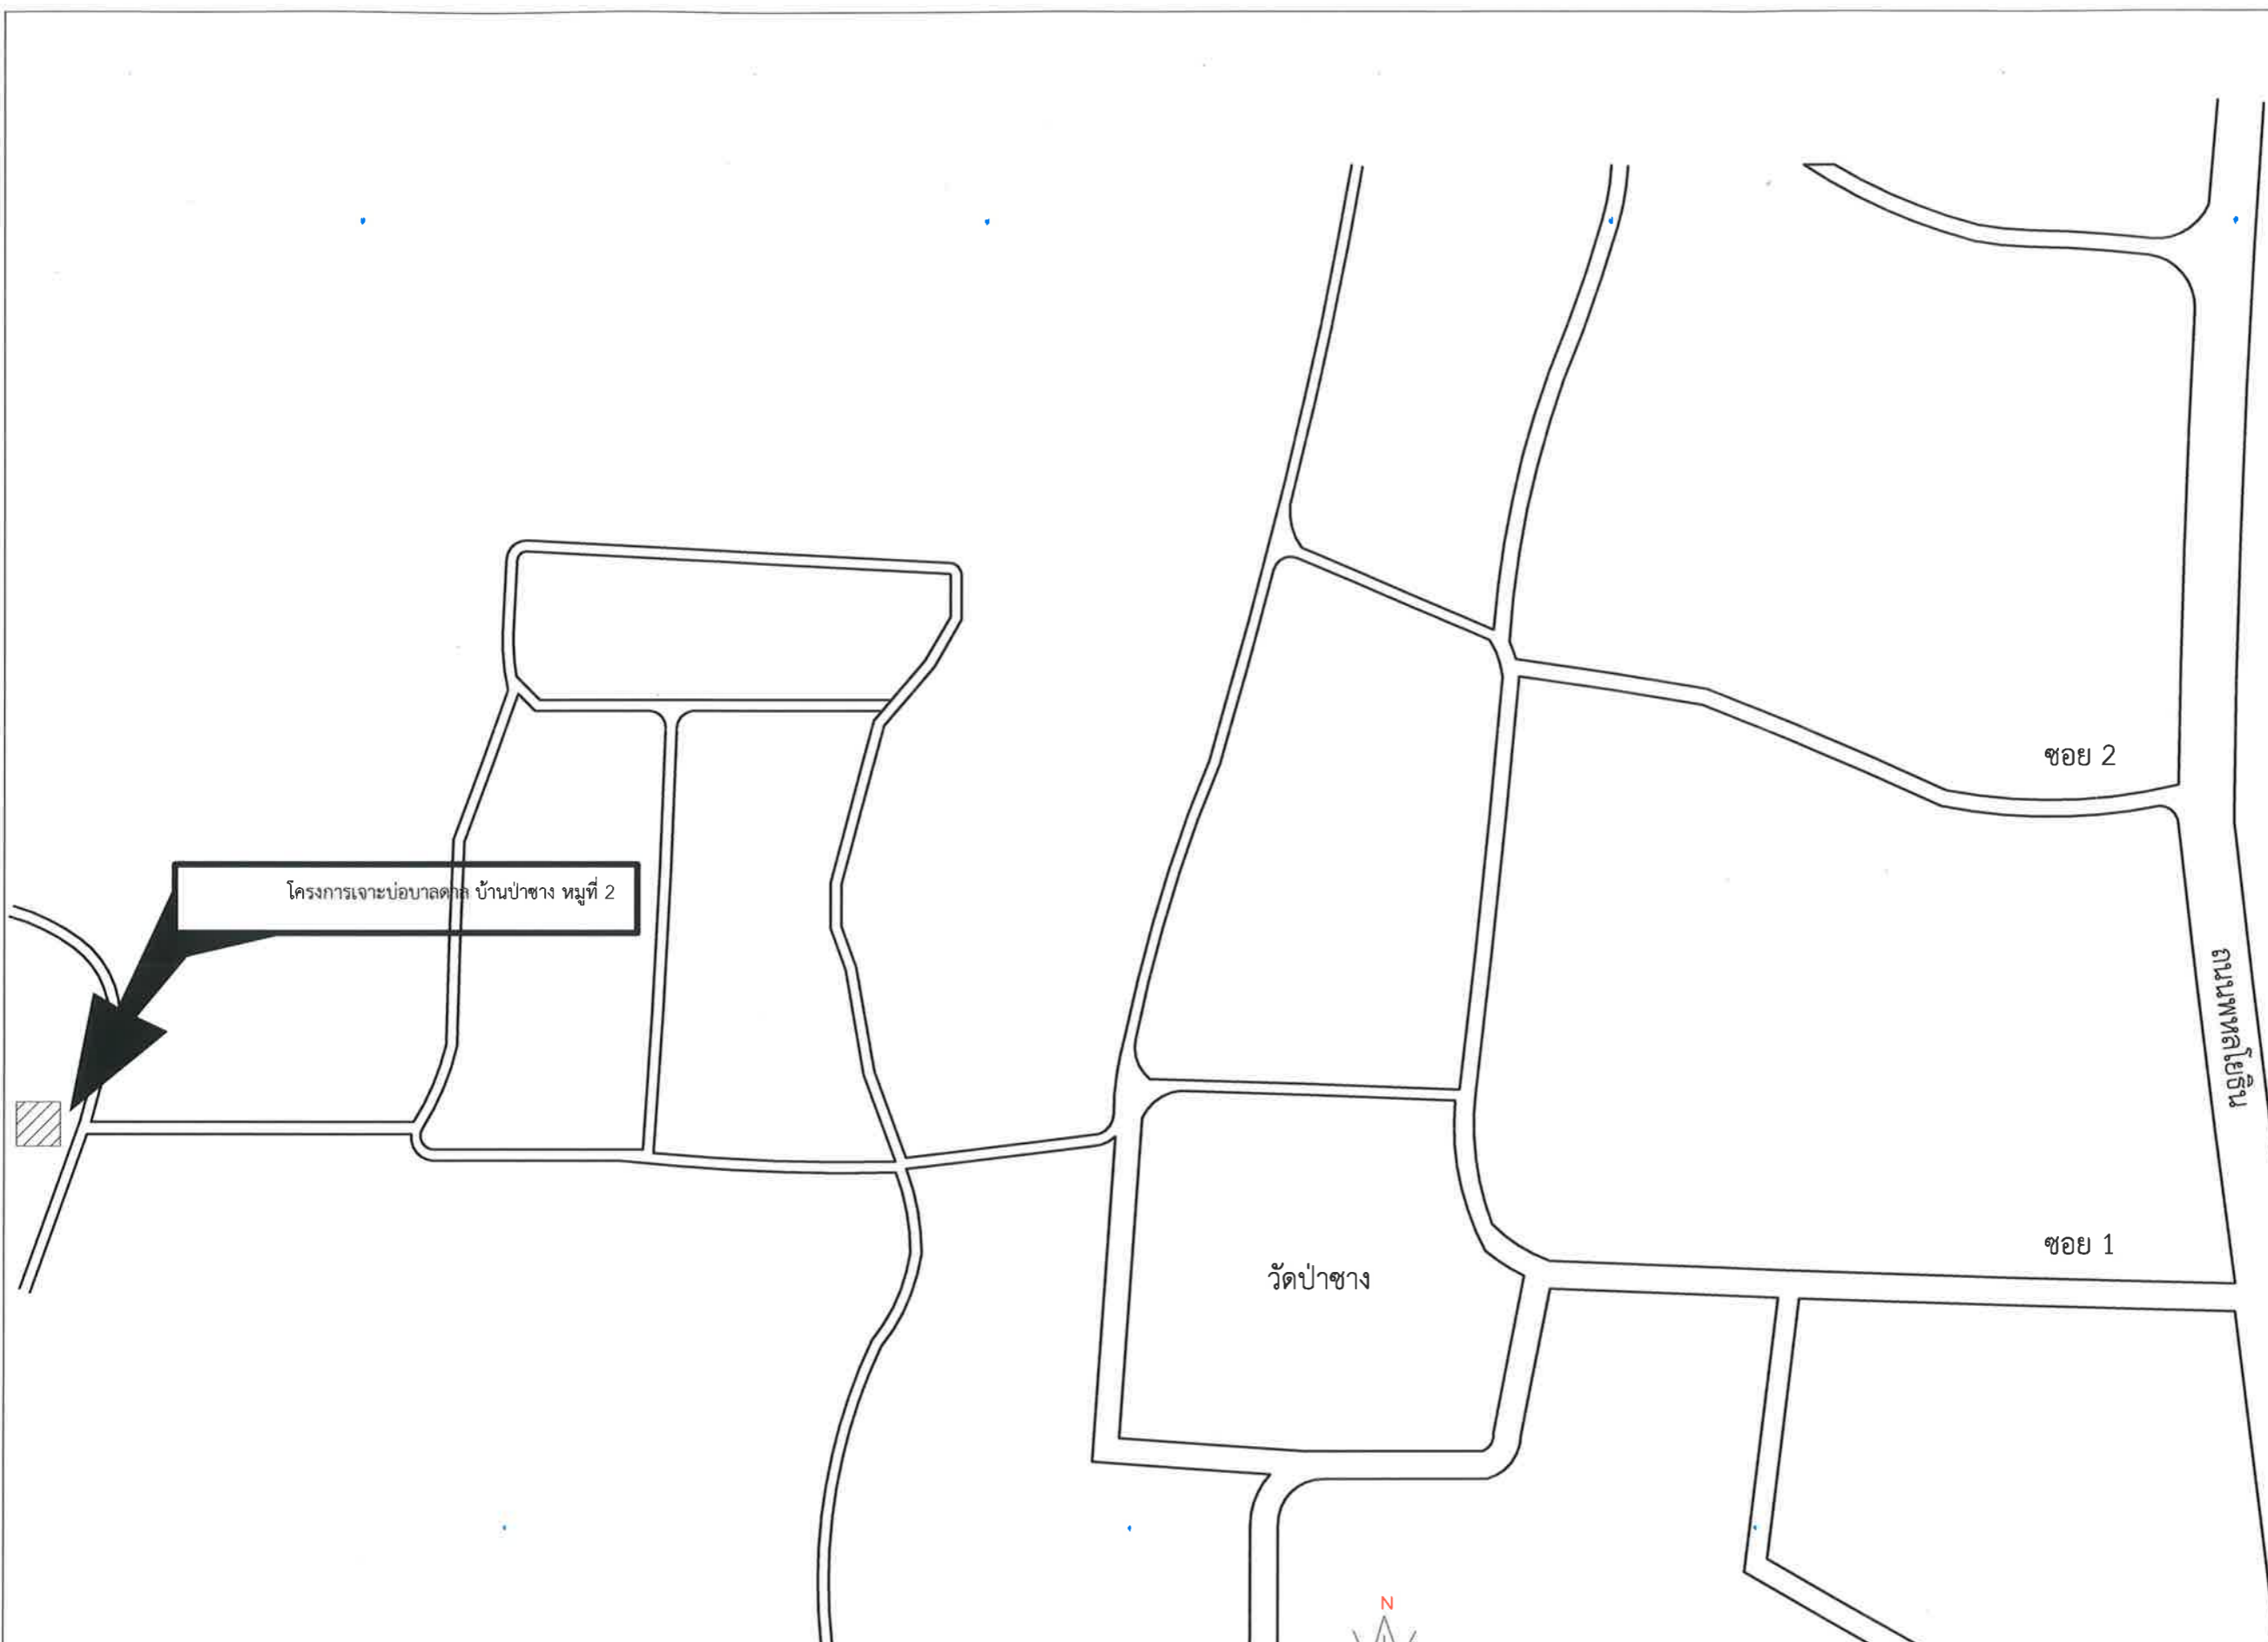 ซอย 2
โครงการเจาะบ่อบาลดาล บ้านป่าซาง หมู่ที่ 2
ถนนพหลโยธิน
ซอย 1
วัดป่าซาง
N